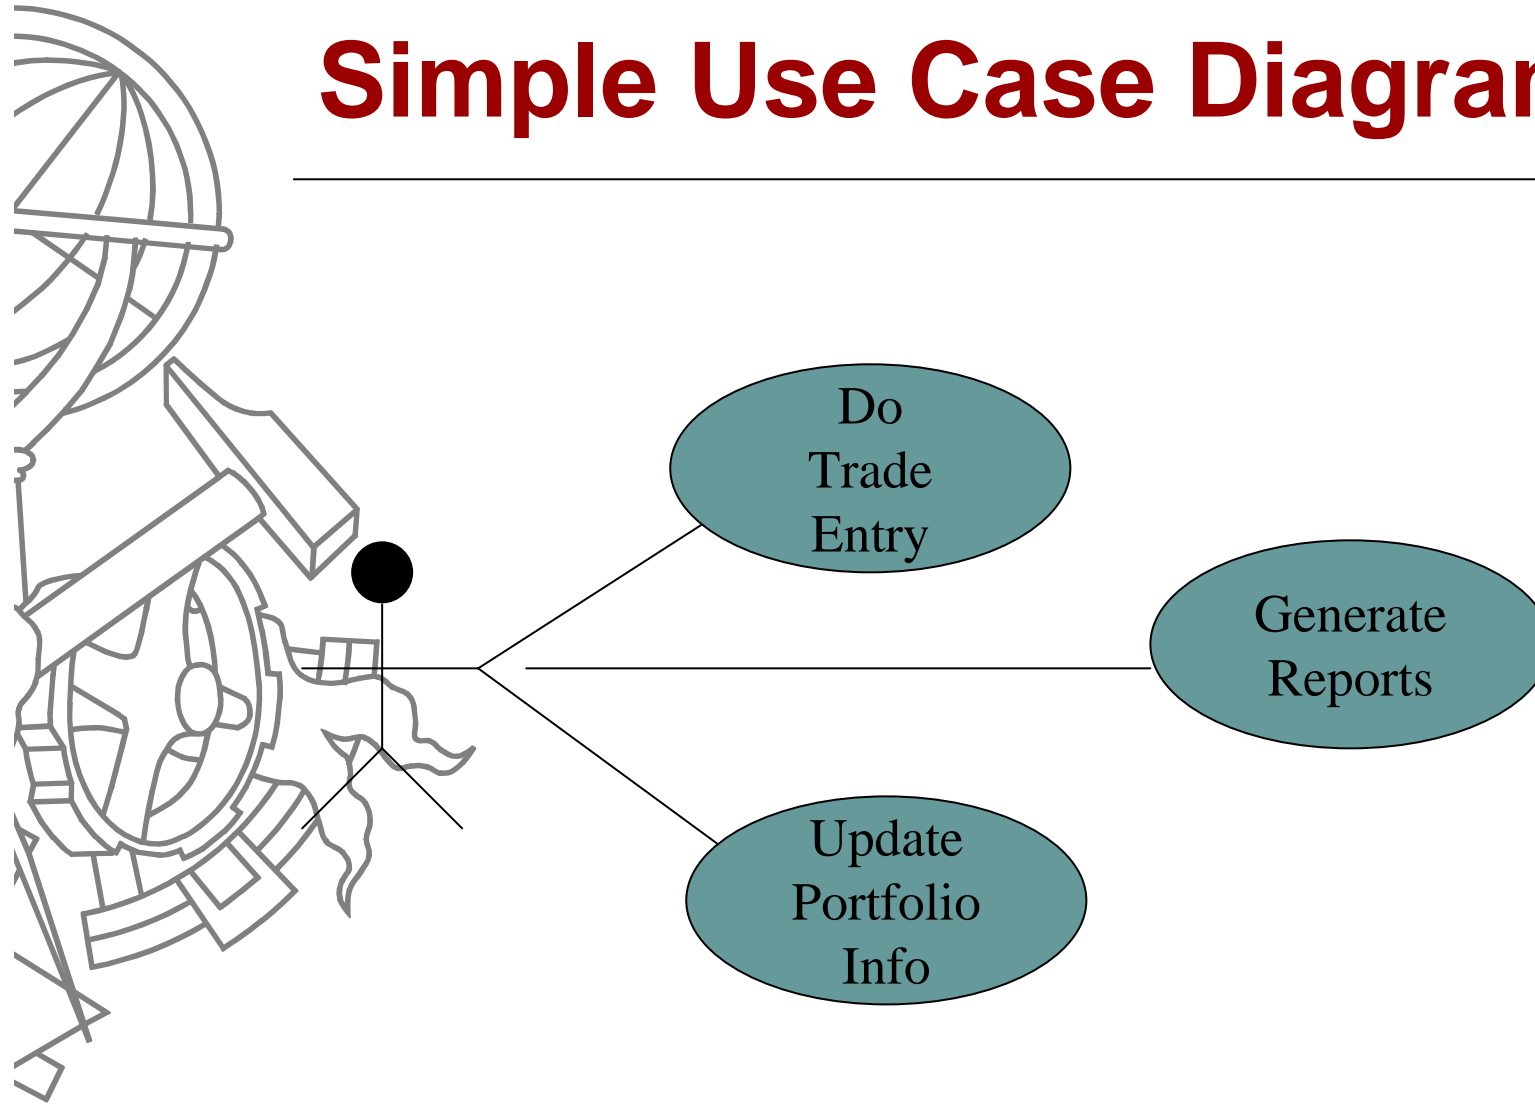 Simple Use Case Diagra
Do
Trade
Entry
Generate
Reports
Update
Portfolio
Info